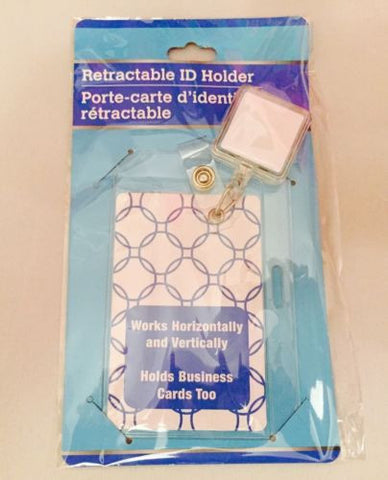 Retractable ID Holder
Porte-carte d'identi
rétractable
Works Horizontally
and Vertically
Holds Business
Cards Too